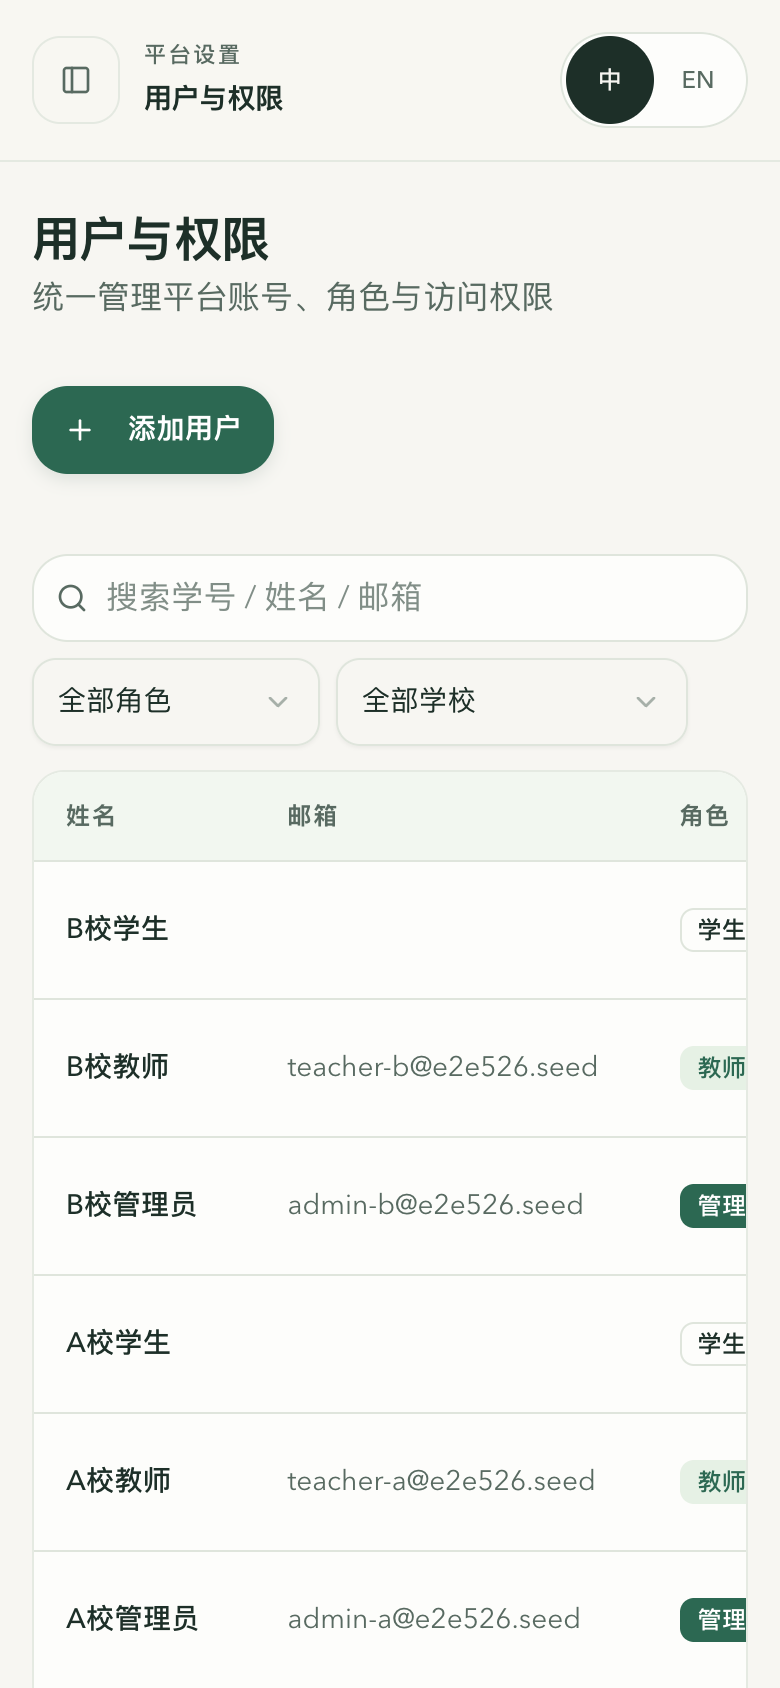 平台设置
用户与权限
中 EN
用户与权限
统一管理平台账号、角色与访问权限
添加用户
搜索学号 / 姓名 / 邮箱
全部角色 全部学校
姓名 邮箱 角色
B校学生 学生
B校教师 teacher-b@e2e526.seed 教师
B校管理员 admin-b@e2e526.seed 管理
A校学生 学生
A校教师 teacher-a@e2e526.seed 教师
A校管理员 admin-a@e2e526.seed 管理